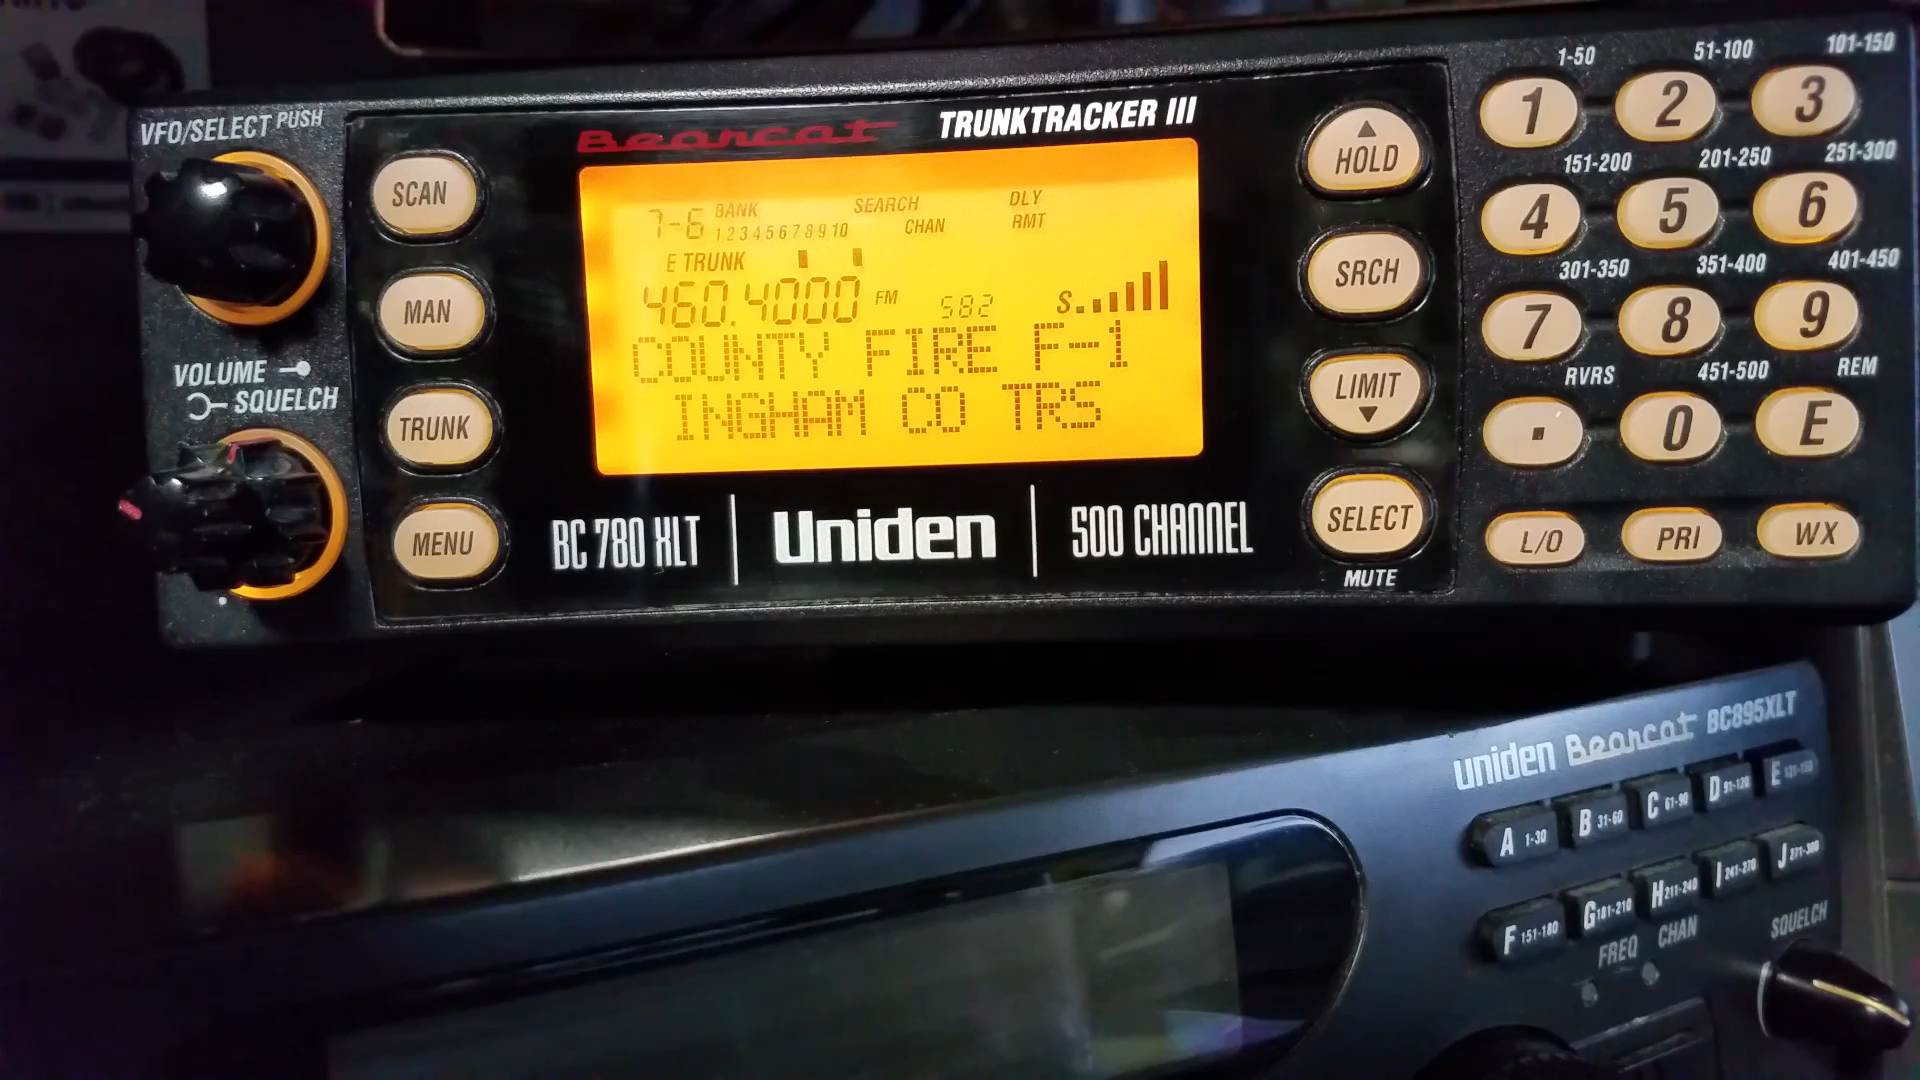 VFO/SELECT PUSH
VOLUME
SQUELCH
SCAN
MAN
TRUNK
MENU
Bearcat
TRUNKTRACKER III
7-6 BANK SEARCH DLY
1 2 3 4 5 6 7 8 9 10 CHAN RMT
E TRUNK
460.4000 FM 582 S
COUNTY FIRE F-1
INGHAM CO TRS
BC 780 XLT
Uniden
500 CHANNEL
HOLD
SRCH
LIMIT
SELECT
MUTE
1-50 51-100 101-150
1 2 3
151-200 201-250 251-300
4 5 6
301-350 351-400 401-450
7 8 9
RVRS 451-500 REM
. 0 E
L/O PRI WX
uniden Bearcat BC895XLT
A 1-30 B 31-60 C 61-90 D 91-120 E 121-150
F 151-180 G 181-210 H 211-240 I 241-270 J 271-300
FREQ CHAN SQUELCH